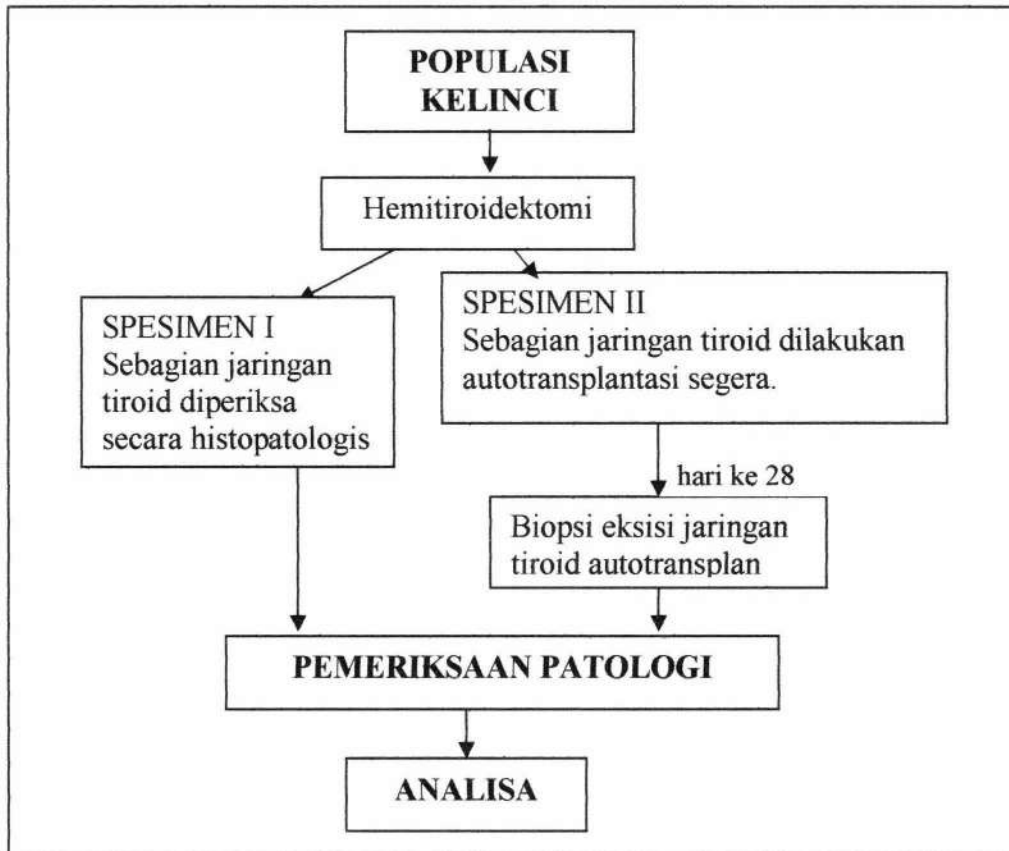 POPULASI
KELINCI
Hemitiroidektomi
SPESIMEN I
Sebagian jaringan
tiroid diperiksa
secara histopatologis
SPESIMEN II
Sebagian jaringan tiroid dilakukan
autotransplantasi segera.
hari ke 28
Biopsi eksisi jaringan
tiroid autotransplan
PEMERIKSAAN PATOLOGI
ANALISA